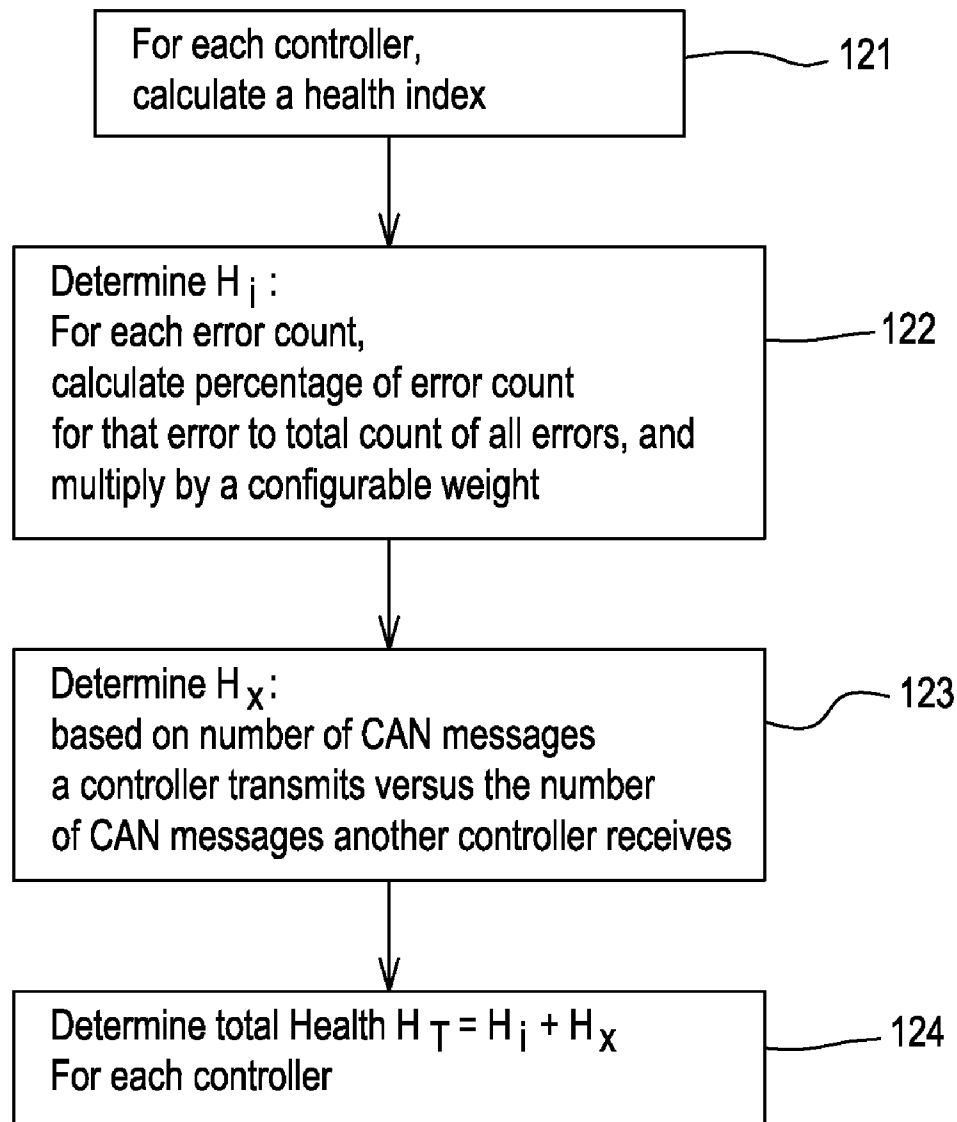 For each controller,
calculate a health index
121
Determine H i :
For each error count,
calculate percentage of error count
for that error to total count of all errors, and
multiply by a configurable weight
122
Determine H x :
based on number of CAN messages
a controller transmits versus the number
of CAN messages another controller receives
123
Determine total Health H T = H i + H x
For each controller
124